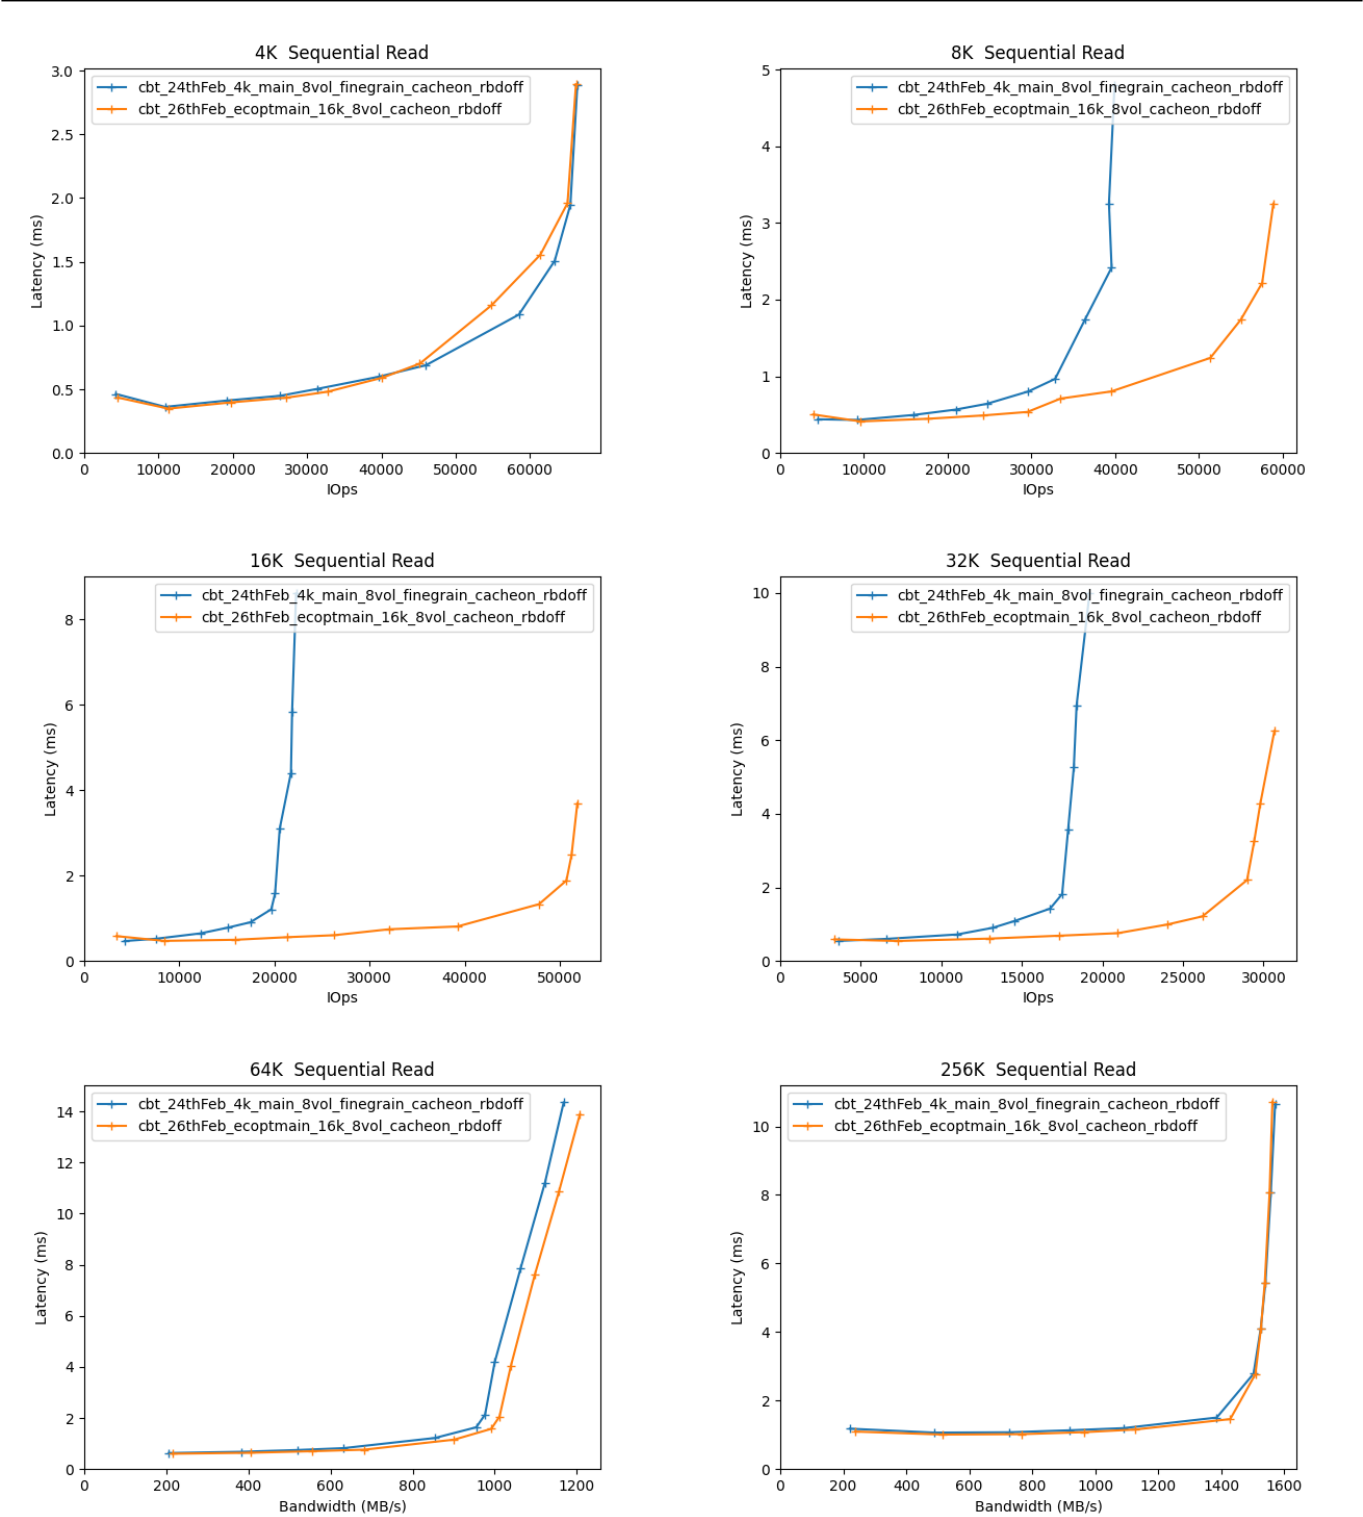 4K  Sequential Read
cbt_24thFeb_4k_main_8vol_finegrain_cacheon_rbdoff
cbt_26thFeb_ecoptmain_16k_8vol_cacheon_rbdoff
Latency (ms)
3.0
2.5
2.0
1.5
1.0
0.5
0.0
0 10000 20000 30000 40000 50000 60000
IOps
8K  Sequential Read
cbt_24thFeb_4k_main_8vol_finegrain_cacheon_rbdoff
cbt_26thFeb_ecoptmain_16k_8vol_cacheon_rbdoff
Latency (ms)
5
4
3
2
1
0
0 10000 20000 30000 40000 50000 60000
IOps
16K  Sequential Read
cbt_24thFeb_4k_main_8vol_finegrain_cacheon_rbdoff
cbt_26thFeb_ecoptmain_16k_8vol_cacheon_rbdoff
Latency (ms)
8
6
4
2
0
0 10000 20000 30000 40000 50000
IOps
32K  Sequential Read
cbt_24thFeb_4k_main_8vol_finegrain_cacheon_rbdoff
cbt_26thFeb_ecoptmain_16k_8vol_cacheon_rbdoff
Latency (ms)
10
8
6
4
2
0
0 5000 10000 15000 20000 25000 30000
IOps
64K  Sequential Read
cbt_24thFeb_4k_main_8vol_finegrain_cacheon_rbdoff
cbt_26thFeb_ecoptmain_16k_8vol_cacheon_rbdoff
Latency (ms)
14
12
10
8
6
4
2
0
0 200 400 600 800 1000 1200
Bandwidth (MB/s)
256K  Sequential Read
cbt_24thFeb_4k_main_8vol_finegrain_cacheon_rbdoff
cbt_26thFeb_ecoptmain_16k_8vol_cacheon_rbdoff
Latency (ms)
10
8
6
4
2
0
0 200 400 600 800 1000 1200 1400 1600
Bandwidth (MB/s)